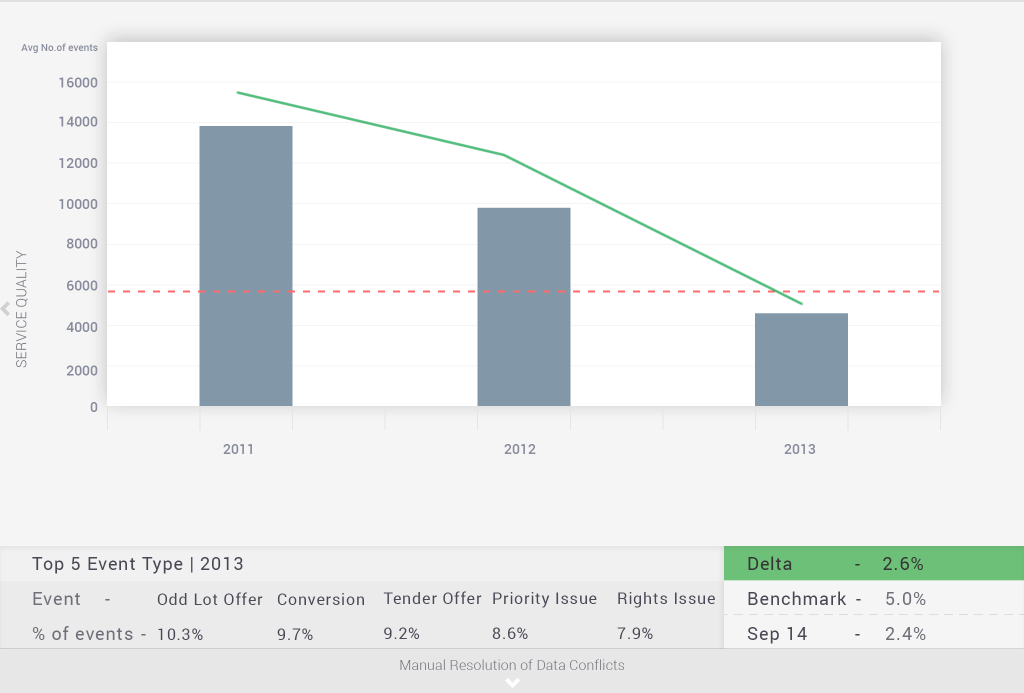 Avg No.of events
16000
14000
12000
10000
8000
6000
4000
2000
0
SERVICE QUALITY
2011 2012 2013
Top 5 Event Type | 2013
Event - Odd Lot Offer Conversion Tender Offer Priority Issue Rights Issue
% of events - 10.3% 9.7% 9.2% 8.6% 7.9%
Delta - 2.6%
Benchmark - 5.0%
Sep 14 - 2.4%
Manual Resolution of Data Conflicts